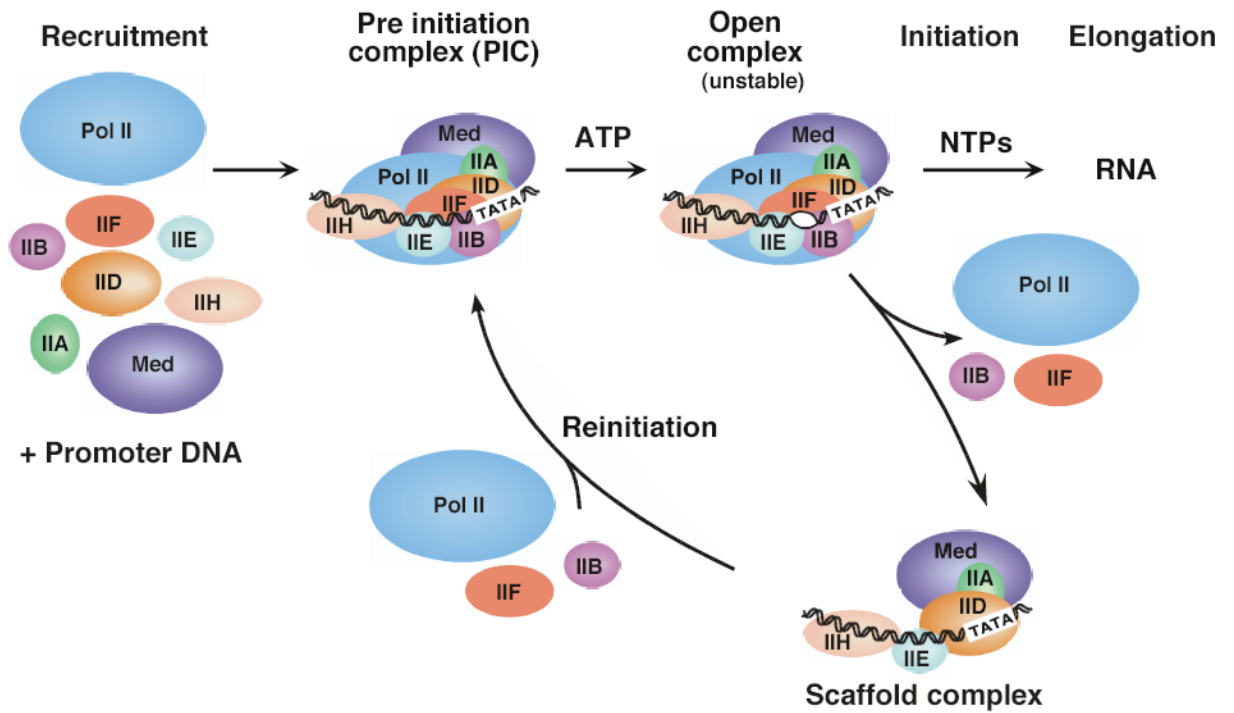 Recruitment
Pol II
IIF
IIB
IIE
IID
IIH
IIA
Med
+ Promoter DNA
Pre initiation
complex (PIC)
Med
IIA
Pol II
IID
IIF
TATA
IIH
IIE
IIB
ATP
Open
complex
(unstable)
Med
IIA
Pol II
IID
IIF
TATA
IIH
IIE
IIB
Initiation
NTPs
Elongation
RNA
Pol II
IIB
IIF
Reinitiation
Pol II
IIB
IIF
Med
IIA
IID
TATA
IIH
IIE
Scaffold complex